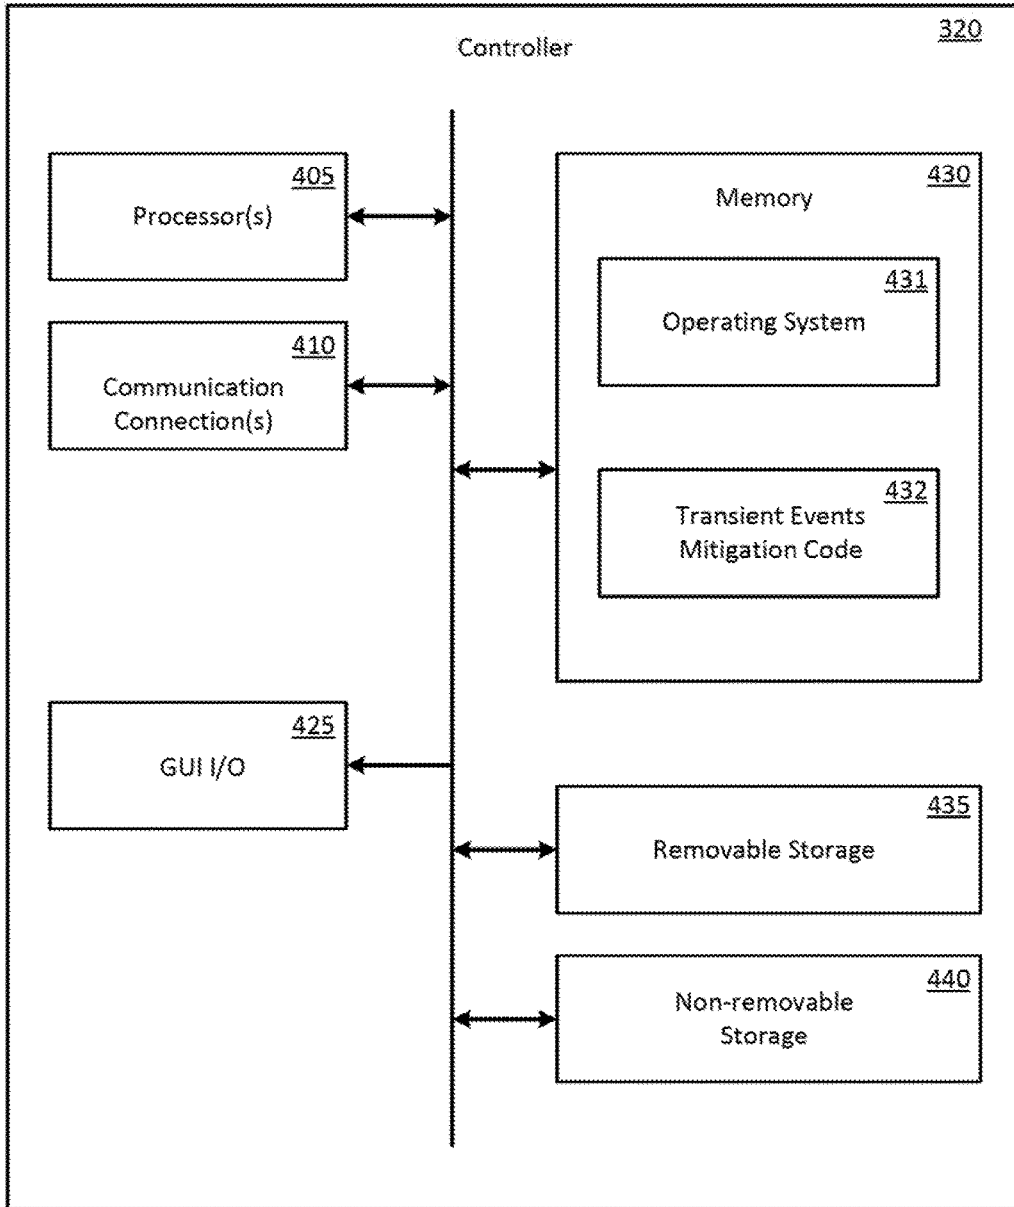 320
Controller
405
Processor(s)
410
Communication
Connection(s)
430
Memory
431
Operating System
432
Transient Events
Mitigation Code
425
GUI I/O
435
Removable Storage
440
Non-removable
Storage